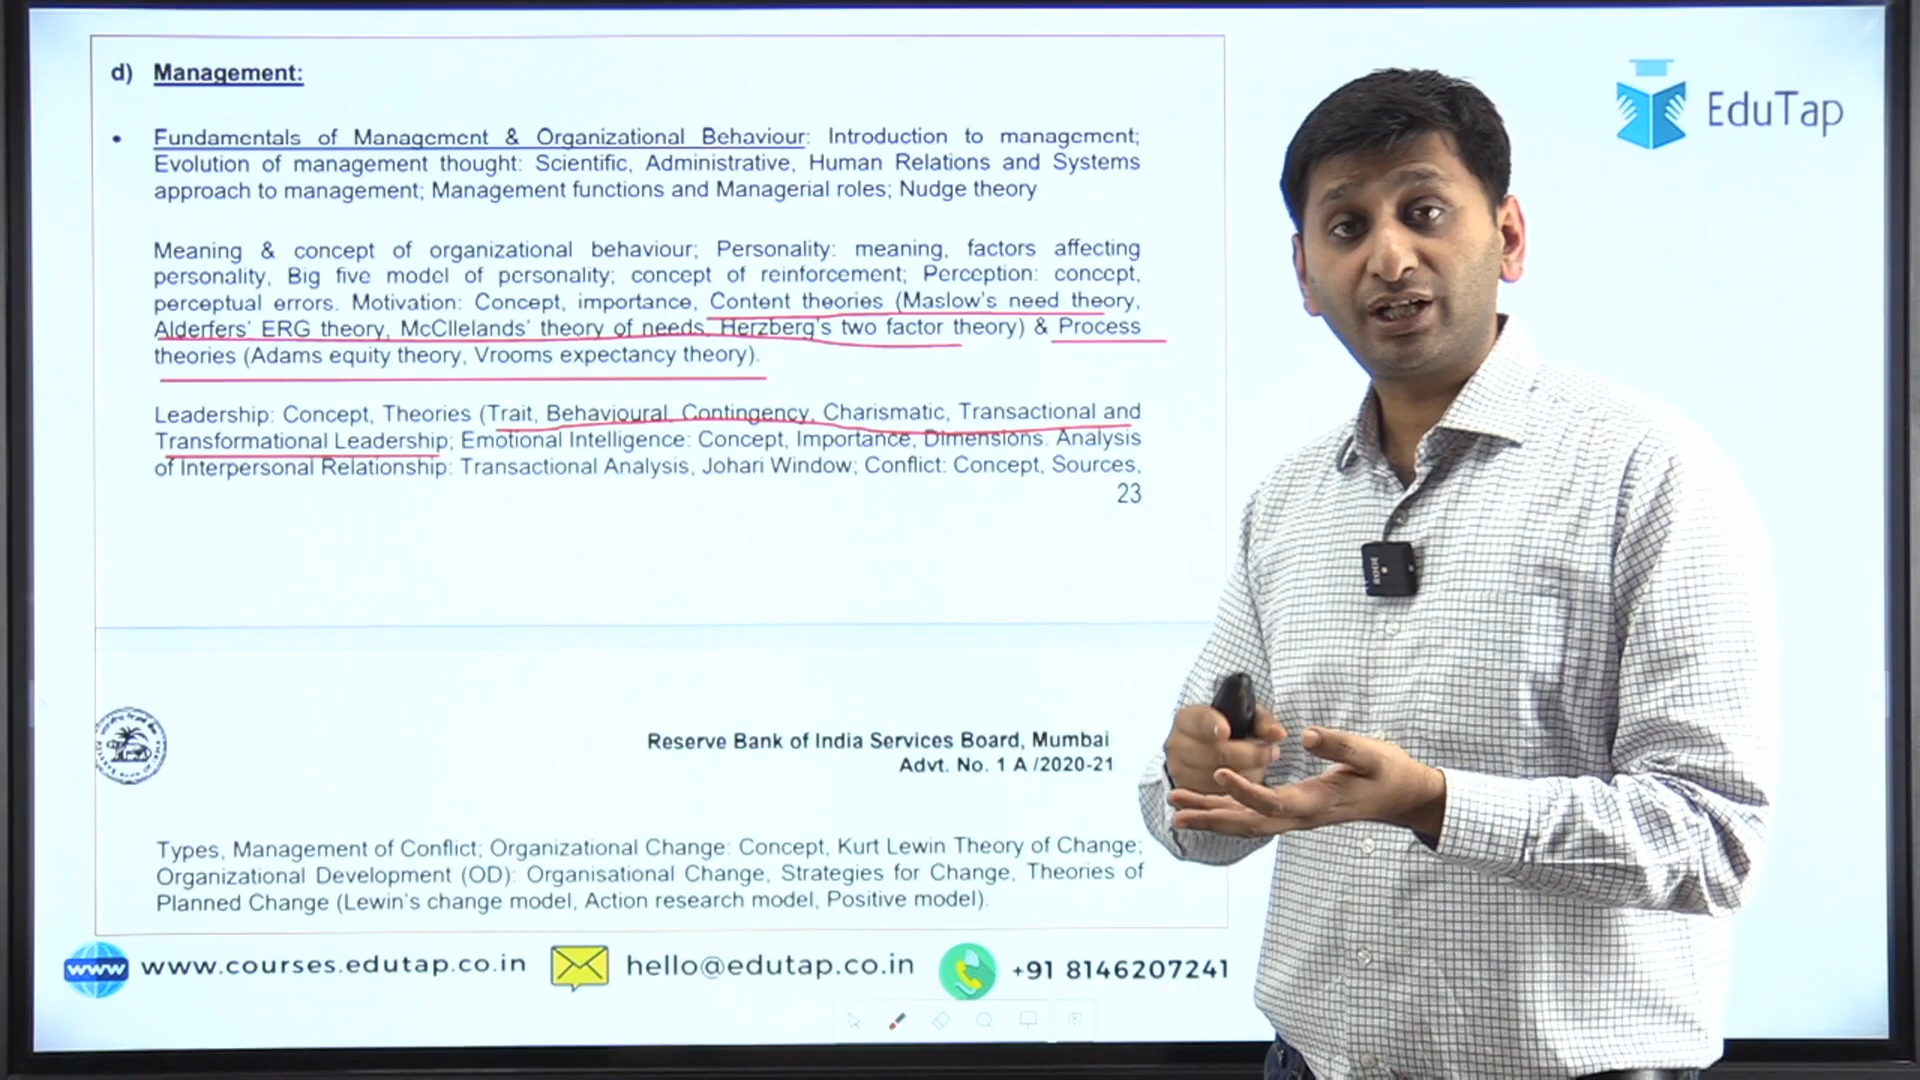 EduTap
d) Management:
• Fundamentals of Management & Organizational Behaviour: Introduction to management;
Evolution of management thought: Scientific, Administrative, Human Relations and Systems
approach to management; Management functions and Managerial roles; Nudge theory
Meaning & concept of organizational behaviour; Personality: meaning, factors affecting
personality, Big five model of personality; concept of reinforcement; Perception: concept,
perceptual errors. Motivation: Concept, importance, Content theories (Maslow's need theory,
Alderfers' ERG theory, McCllelands' theory of needs, Herzberg's two factor theory) & Process
theories (Adams equity theory, Vrooms expectancy theory).
Leadership: Concept, Theories (Trait, Behavioural, Contingency, Charismatic, Transactional and
Transformational Leadership; Emotional Intelligence: Concept, Importance, Dimensions. Analysis
of Interpersonal Relationship: Transactional Analysis, Johari Window; Conflict: Concept, Sources,
23
Reserve Bank of India Services Board, Mumbai
Advt. No. 1 A /2020-21
Types, Management of Conflict; Organizational Change: Concept, Kurt Lewin Theory of Change;
Organizational Development (OD): Organisational Change, Strategies for Change, Theories of
Planned Change (Lewin's change model, Action research model, Positive model).
www www.courses.edutap.co.in hello@edutap.co.in +91 8146207241